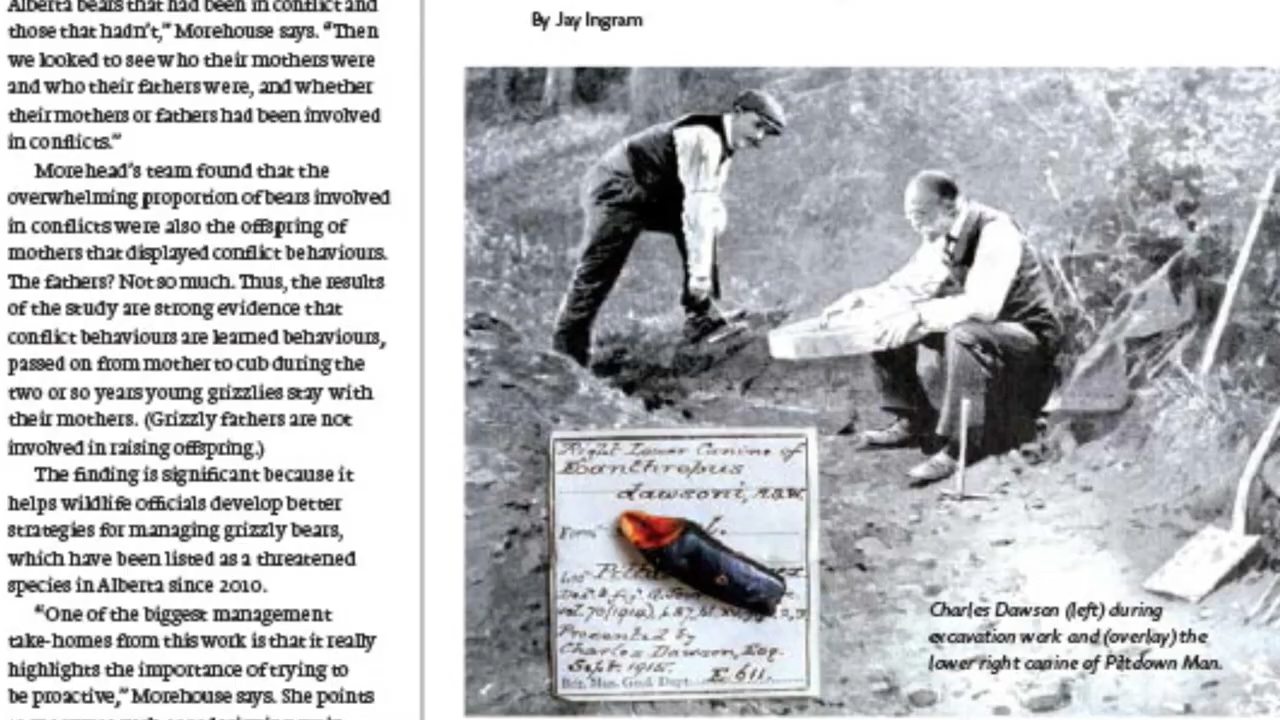 Alberta bears that had been in conflict and
those that hadn't," Morehouse says. "Then
we looked to see who their mothers were
and who their fathers were, and whether
their mothers or fathers had been involved
in conflicts."
Morehead's team found that the
overwhelming proportion of bears involved
in conflicts were also the offspring of
mothers that displayed conflict behaviours.
The fathers? Not so much. Thus, the results
of the study are strong evidence that
conflict behaviours are learned behaviours,
passed on from mother to cub during the
two or so years young grizzlies stay with
their mothers. (Grizzly fathers are not
involved in raising offspring.)
The finding is significant because it
helps wildlife officials develop better
strategies for managing grizzly bears,
which have been listed as a threatened
species in Alberta since 2010.
"One of the biggest management
take-homes from this work is that it really
highlights the importance of trying to
be proactive," Morehouse says. She points
By Jay Ingram
Right Lower Canine of
Eoanthropus
dawsoni,
Form
Loc
Presented by
Charles Dawson, Esq.
Sept. 1915.
Brit. Mus. Geol. Dept. E. 611.
Charles Dawson (left) during
excavation work and (overlay) the
lower right canine of Piltdown Man.